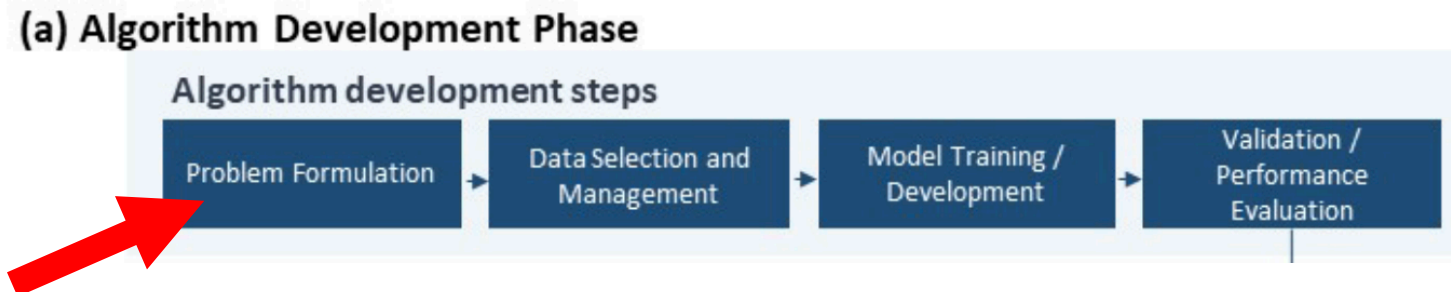 (a) Algorithm Development Phase
Algorithm development steps
Problem Formulation
Data Selection and
Management
Model Training /
Development
Validation /
Performance
Evaluation